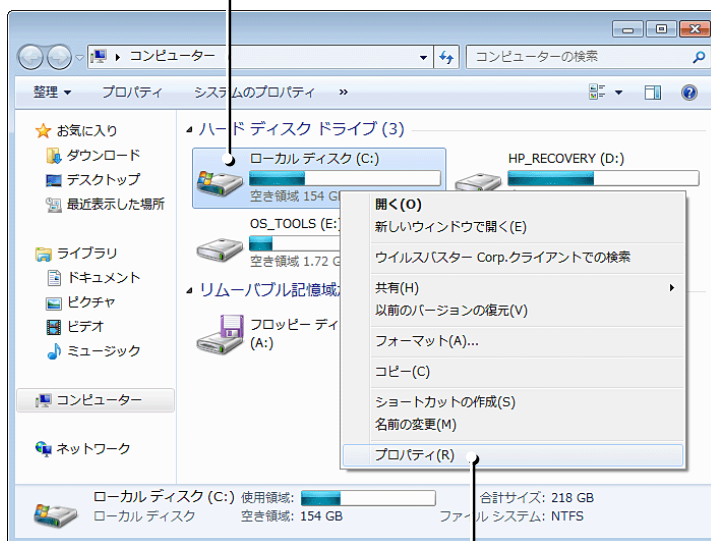 コンピューター
コンピューターの検索
整理 プロパティ システムのプロパティ »
お気に入り
ダウンロード
デスクトップ
最近表示した場所
ライブラリ
ドキュメント
ピクチャ
ビデオ
ミュージック
コンピューター
ネットワーク
ハード ディスク ドライブ (3)
ローカル ディスク (C:)
空き領域 154 G
HP_RECOVERY (D:)
OS_TOOLS (E:
空き領域 1.72 G
リムーバブル記憶域
フロッピー ディ
(A:)
開く(O)
新しいウィンドウで開く(E)
ウイルスバスター Corp.クライアントでの検索
共有(H)
以前のバージョンの復元(V)
フォーマット(A)...
コピー(C)
ショートカットの作成(S)
名前の変更(M)
プロパティ(R)
ローカル ディスク (C:) 使用領域: 合計サイズ: 218 GB
ローカル ディスク 空き領域: 154 GB ファイル システム: NTFS